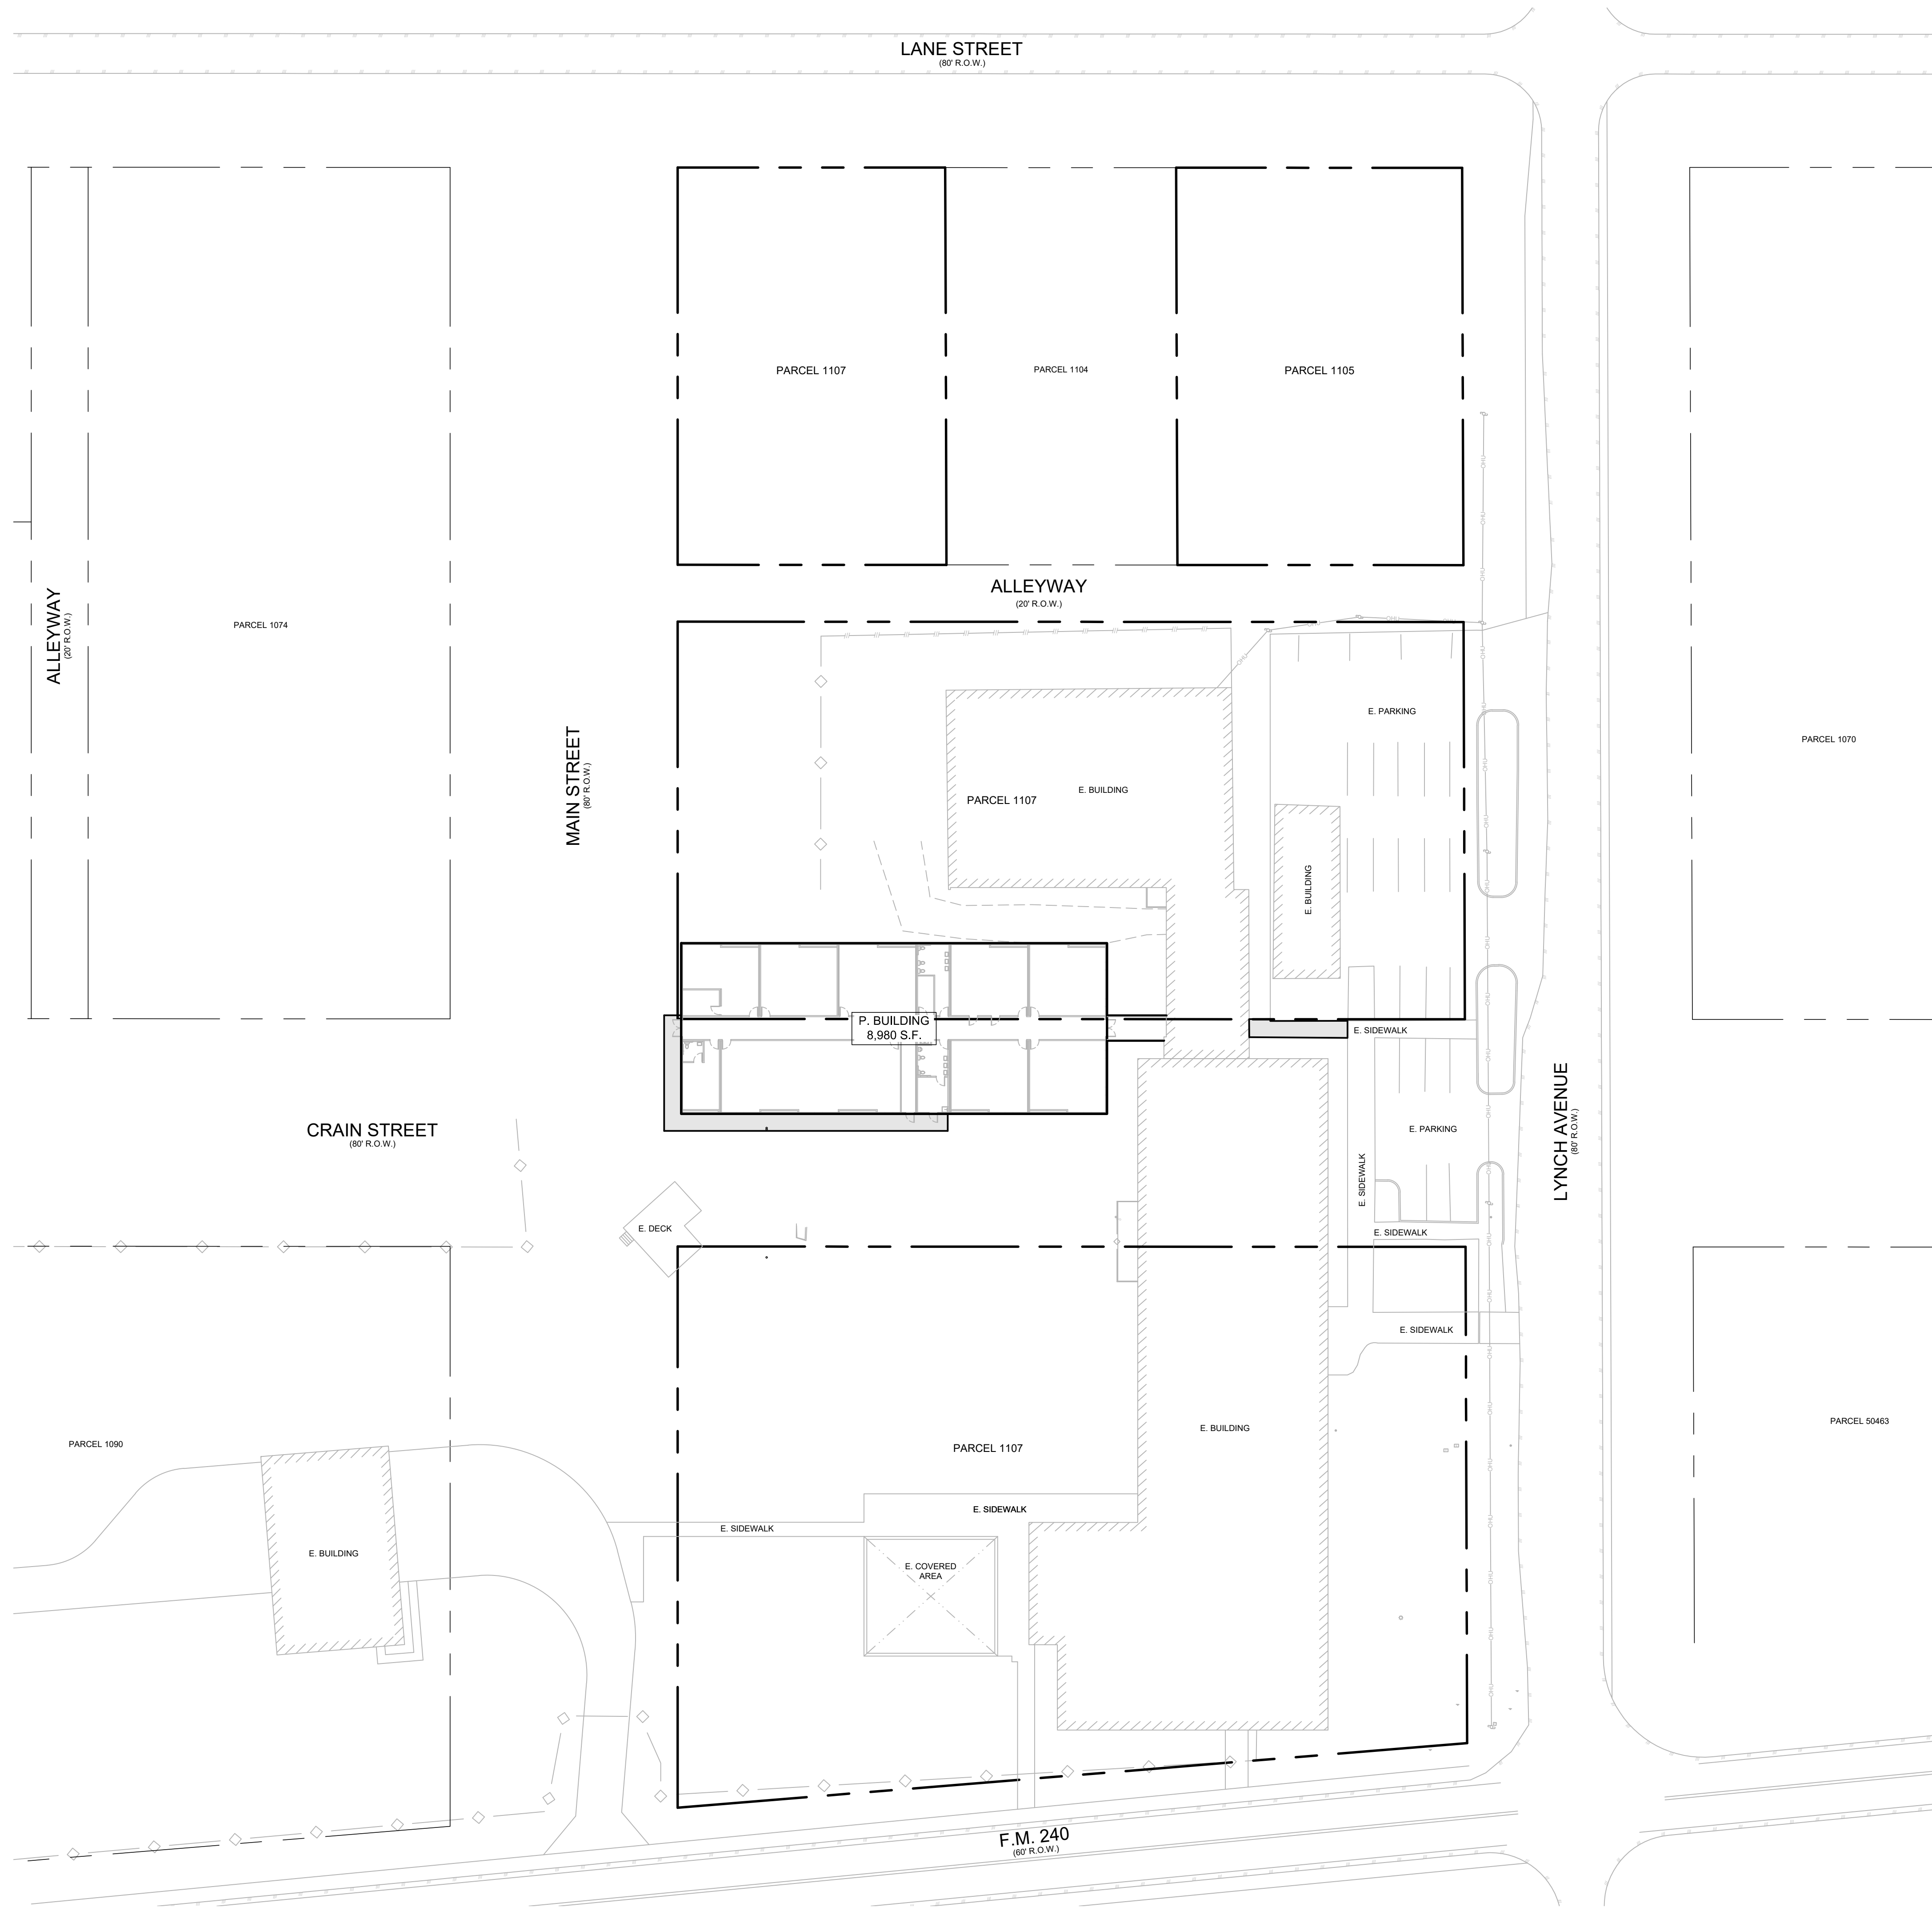 LANE STREET
(80' R.O.W.)
PARCEL 1107
PARCEL 1104
PARCEL 1105
ALLEYWAY
(20' R.O.W.)
ALLEYWAY
(20' R.O.W.)
PARCEL 1074
MAIN STREET
(80' R.O.W.)
E. PARKING
PARCEL 1070
PARCEL 1107
E. BUILDING
E. BUILDING
P. BUILDING
8,980 S.F.
E. SIDEWALK
CRAIN STREET
(80' R.O.W.)
E. PARKING
LYNCH AVENUE
(80' R.O.W.)
E. SIDEWALK
E. DECK
E. SIDEWALK
E. SIDEWALK
PARCEL 1090
PARCEL 1107
E. BUILDING
PARCEL 50463
E. SIDEWALK
E. SIDEWALK
E. BUILDING
E. COVERED
AREA
F.M. 240
(60' R.O.W.)